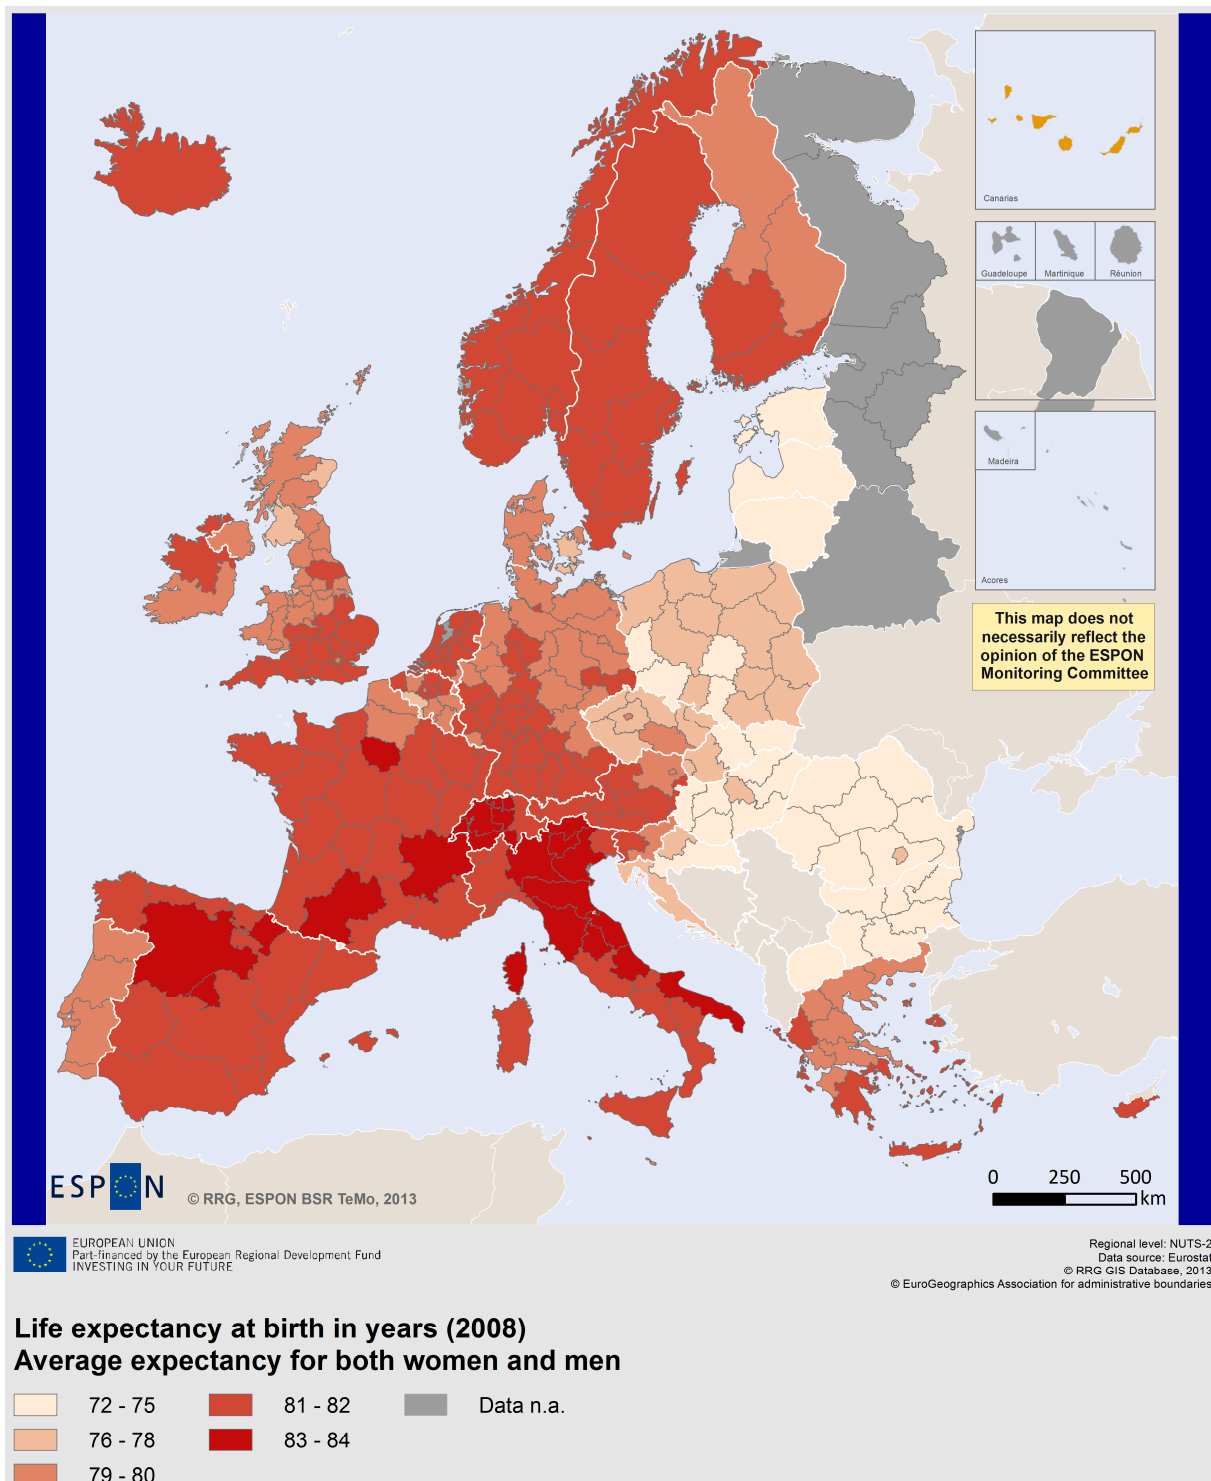 Canarias
Guadeloupe
Martinique
Réunion
Madeira
Acores
This map does not
necessarily reflect the
opinion of the ESPON
Monitoring Committee
ESPON
© RRG, ESPON BSR TeMo, 2013
0 250 500
km
EUROPEAN UNION
Part-financed by the European Regional Development Fund
INVESTING IN YOUR FUTURE
Regional level: NUTS-2
Data source: Eurostat
© RRG GIS Database, 2013
© EuroGeographics Association for administrative boundaries
Life expectancy at birth in years (2008)
Average expectancy for both women and men
72 - 75
76 - 78
79 - 80
81 - 82
83 - 84
Data n.a.